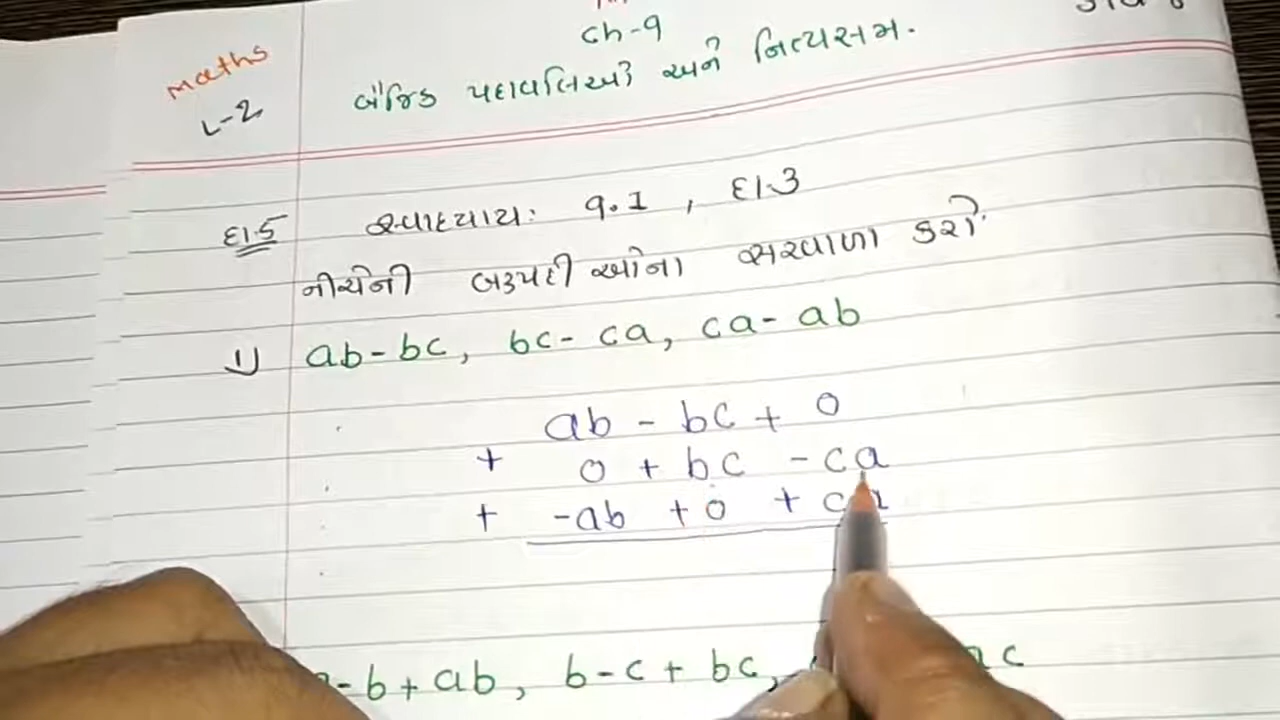 ch-9
Maths
L-2
બૈજિક પદાવલિઓ અને નિત્યસમ.
દા.5 સ્વાધ્યાય: 9.1 , દા.3
નીચેની બહુપદીઓના સરવાળા કરો.
1) ab-bc, bc-ca, ca-ab
ab - bc + 0
+ 0 + bc - ca
+ -ab + 0 +
-b+ab, b-c+bc,